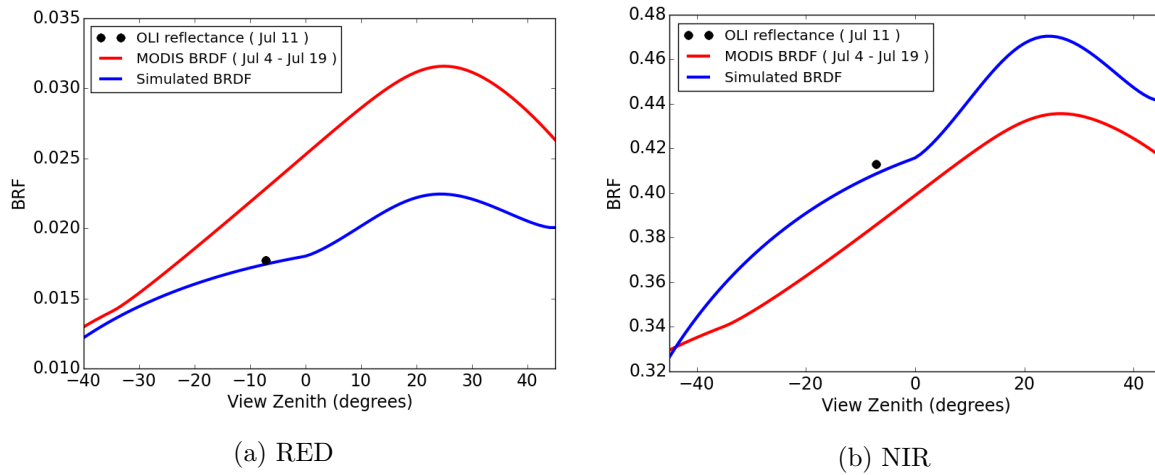 0.035
0.030
0.025
0.020
0.015
0.010
BRF
OLI reflectance ( Jul 11 )
MODIS BRDF ( Jul 4 - Jul 19 )
Simulated BRDF
−40 −30 −20 −10 0 10 20 30 40
View Zenith (degrees)
(a) RED
0.48
0.46
0.44
0.42
0.40
0.38
0.36
0.34
0.32
BRF
OLI reflectance ( Jul 11 )
MODIS BRDF ( Jul 4 - Jul 19 )
Simulated BRDF
−40 −20 0 20 40
View Zenith (degrees)
(b) NIR